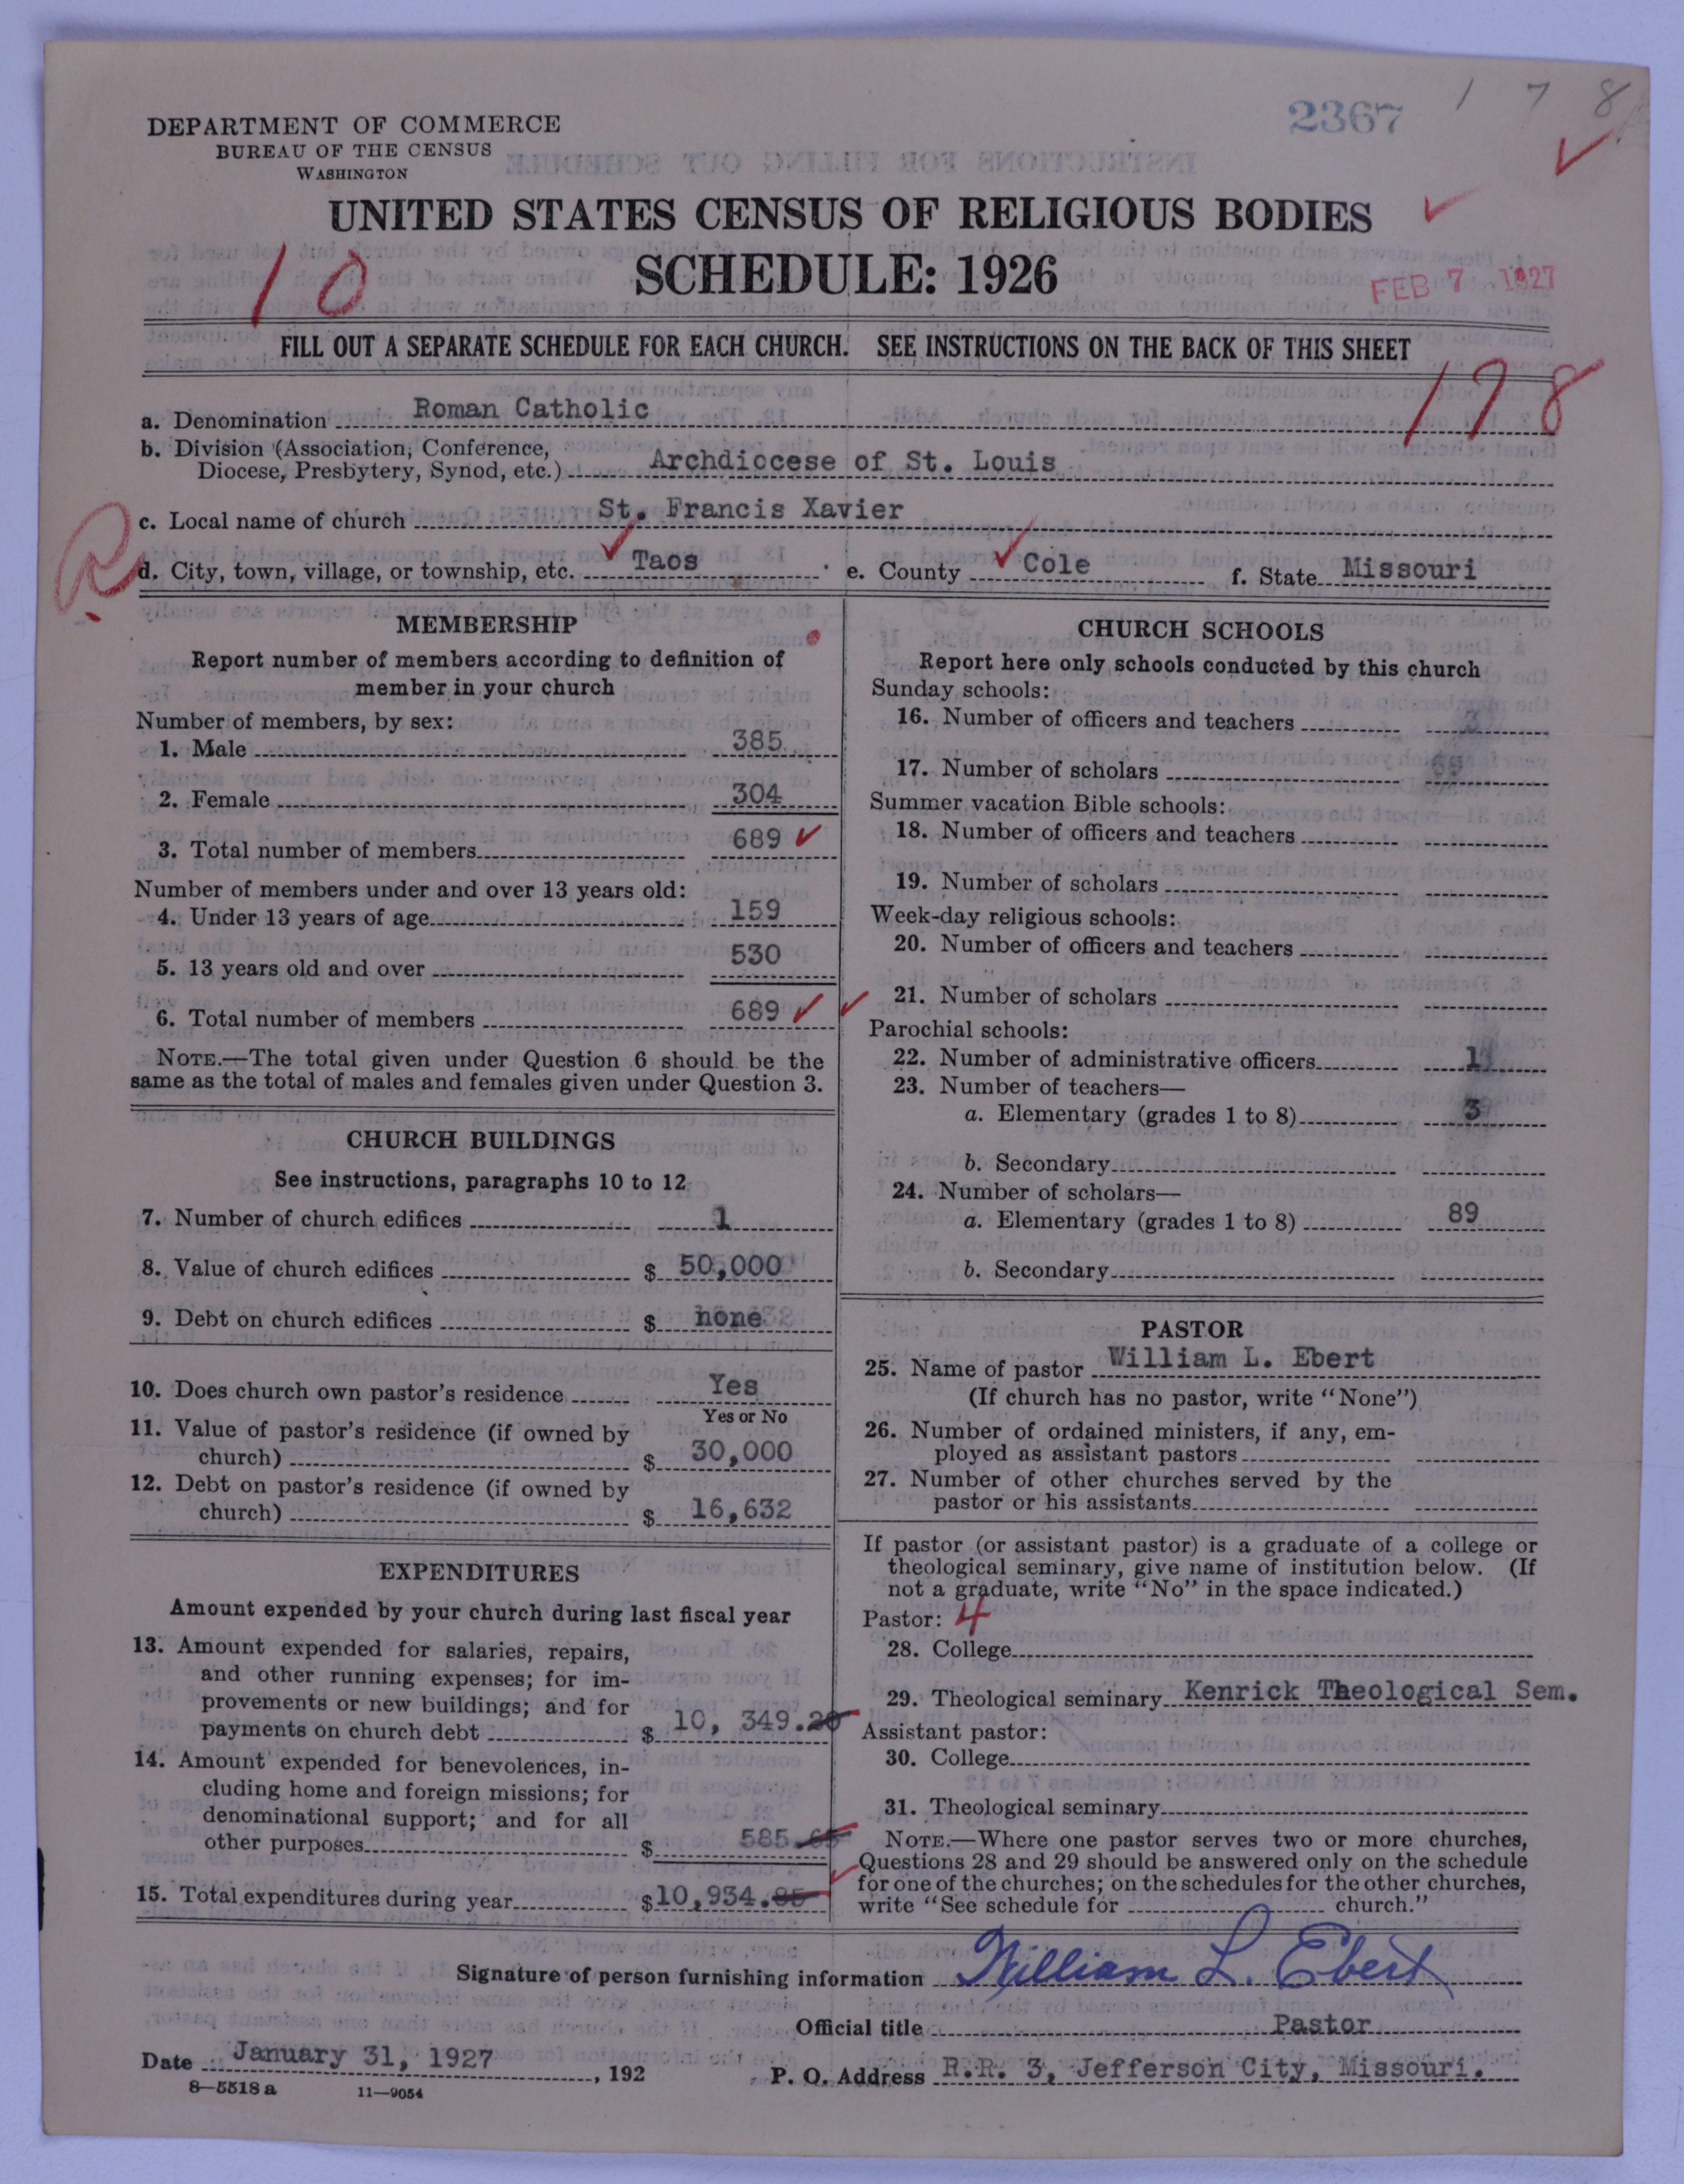 2367
1 7 8
DEPARTMENT OF COMMERCE
BUREAU OF THE CENSUS
WASHINGTON
UNITED STATES CENSUS OF RELIGIOUS BODIES
SCHEDULE: 1926
10
FEB 7 1927
FILL OUT A SEPARATE SCHEDULE FOR EACH CHURCH. SEE INSTRUCTIONS ON THE BACK OF THIS SHEET
178
a. Denomination Roman Catholic
b. Division (Association, Conference,
Diocese, Presbytery, Synod, etc.) Archdiocese of St. Louis
c. Local name of church St. Francis Xavier
d. City, town, village, or township, etc. Taos e. County Cole f. State Missouri
MEMBERSHIP
Report number of members according to definition of
member in your church
Number of members, by sex:
1. Male 385
2. Female 304
3. Total number of members 689
Number of members under and over 13 years old:
4. Under 13 years of age 159
5. 13 years old and over 530
6. Total number of members 689
NOTE.—The total given under Question 6 should be the
same as the total of males and females given under Question 3.
CHURCH BUILDINGS
See instructions, paragraphs 10 to 12
7. Number of church edifices 1
8. Value of church edifices $ 50,000
9. Debt on church edifices $ none
10. Does church own pastor's residence Yes
Yes or No
11. Value of pastor's residence (if owned by
church) $ 30,000
12. Debt on pastor's residence (if owned by
church) $ 16,632
EXPENDITURES
Amount expended by your church during last fiscal year
13. Amount expended for salaries, repairs,
and other running expenses; for im-
provements or new buildings; and for
payments on church debt $ 10, 349.20
14. Amount expended for benevolences, in-
cluding home and foreign missions; for
denominational support; and for all
other purposes $ 585.65
15. Total expenditures during year $10,934.85
CHURCH SCHOOLS
Report here only schools conducted by this church
Sunday schools:
16. Number of officers and teachers
17. Number of scholars
Summer vacation Bible schools:
18. Number of officers and teachers
19. Number of scholars
Week-day religious schools:
20. Number of officers and teachers
21. Number of scholars
Parochial schools:
22. Number of administrative officers 1
23. Number of teachers—
a. Elementary (grades 1 to 8) 3
b. Secondary
24. Number of scholars—
a. Elementary (grades 1 to 8) 89
b. Secondary
PASTOR
25. Name of pastor William L. Ebert
(If church has no pastor, write "None")
26. Number of ordained ministers, if any, em-
ployed as assistant pastors
27. Number of other churches served by the
pastor or his assistants
If pastor (or assistant pastor) is a graduate of a college or
theological seminary, give name of institution below. (If
not a graduate, write "No" in the space indicated.)
Pastor: 4
28. College
29. Theological seminary Kenrick Theological Sem.
Assistant pastor:
30. College
31. Theological seminary
NOTE.—Where one pastor serves two or more churches,
Questions 28 and 29 should be answered only on the schedule
for one of the churches; on the schedules for the other churches,
write "See schedule for church."
Signature of person furnishing information William L. Ebert
Official title Pastor
Date January 31, 1927, 192
P. O. Address R.R. 3, Jefferson City, Missouri.
8—5518 a 11—9054